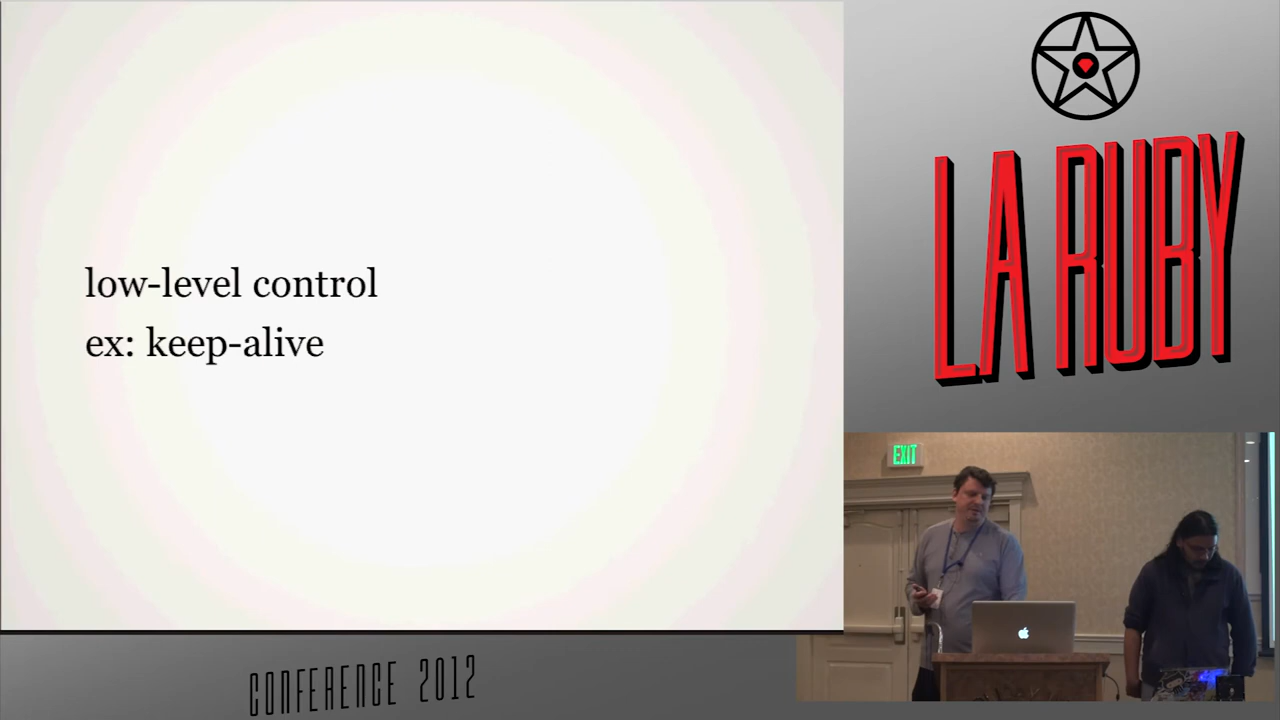 low-level control
ex: keep-alive
LA RUBY
EXIT
CONFERENCE 2012